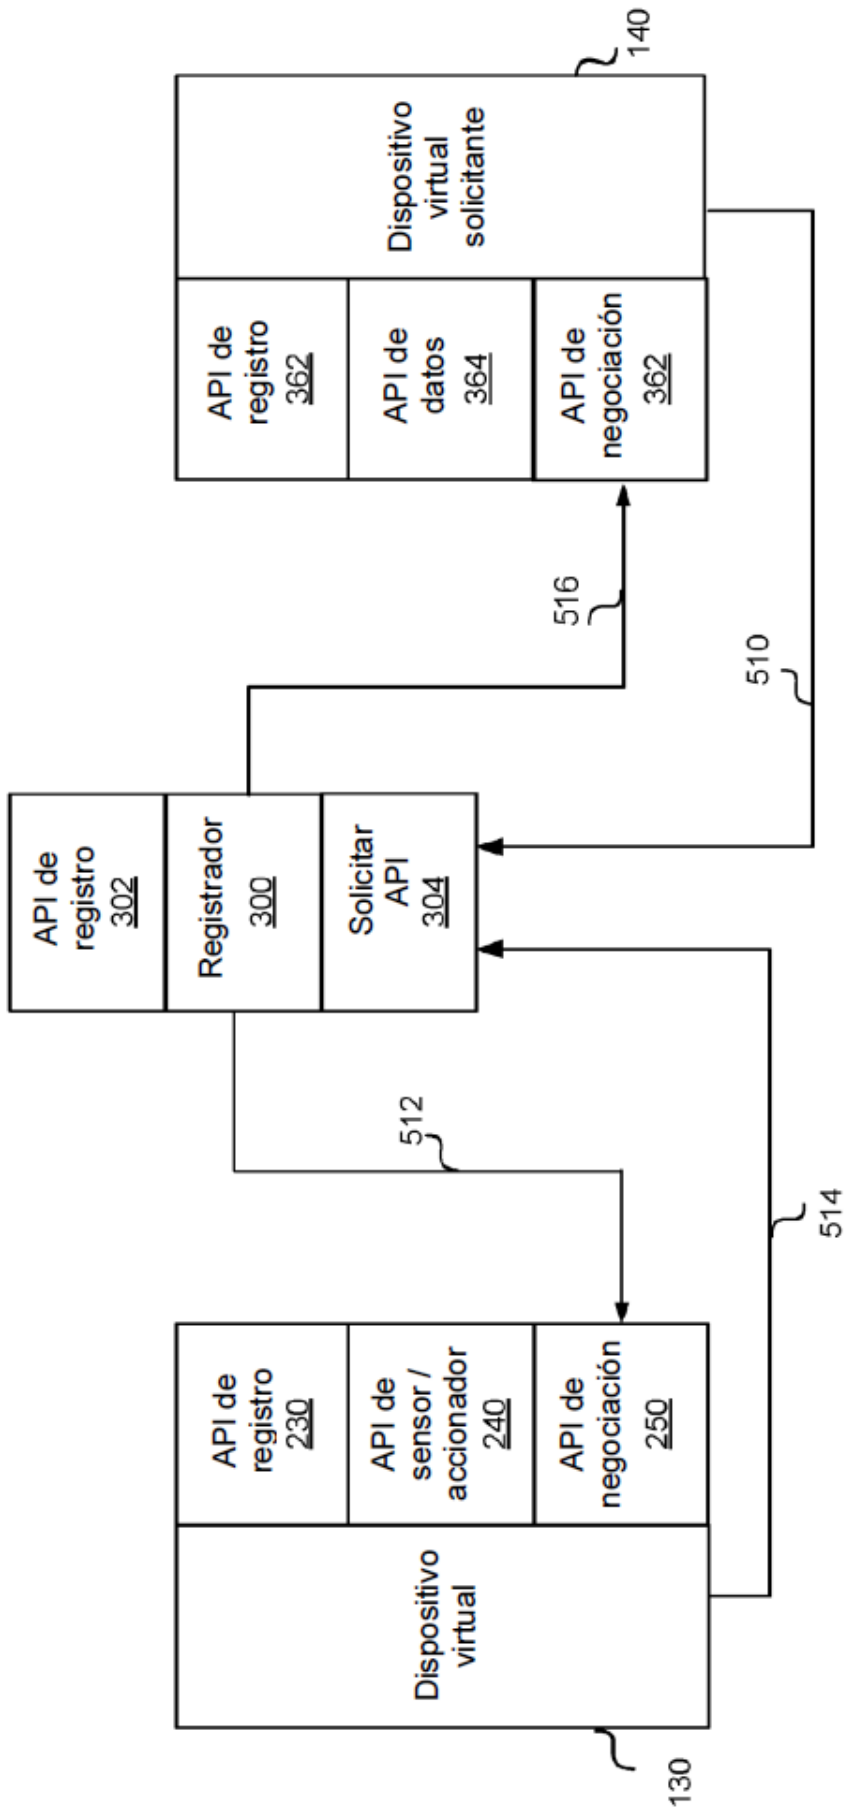 API de
registro
302
Registrador
300
Solicitar
API
304
API de
registro
230
API de
sensor /
accionador
240
API de
negociación
250
Dispositivo
virtual
130
512
514
API de
registro
362
API de
datos
364
API de
negociación
362
Dispositivo
virtual
solicitante
140
516
510